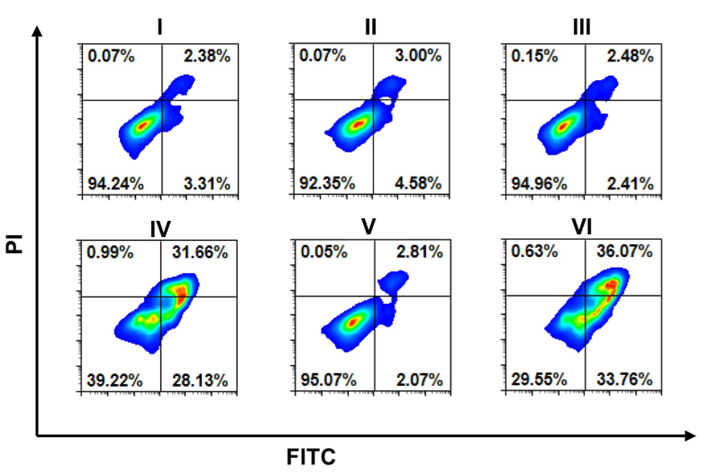 I II III
0.07% 2.38% 0.07% 3.00% 0.15% 2.48%
94.24% 3.31% 92.35% 4.58% 94.96% 2.41%
IV V VI
0.99% 31.66% 0.05% 2.81% 0.63% 36.07%
39.22% 28.13% 95.07% 2.07% 29.55% 33.76%
PI
FITC